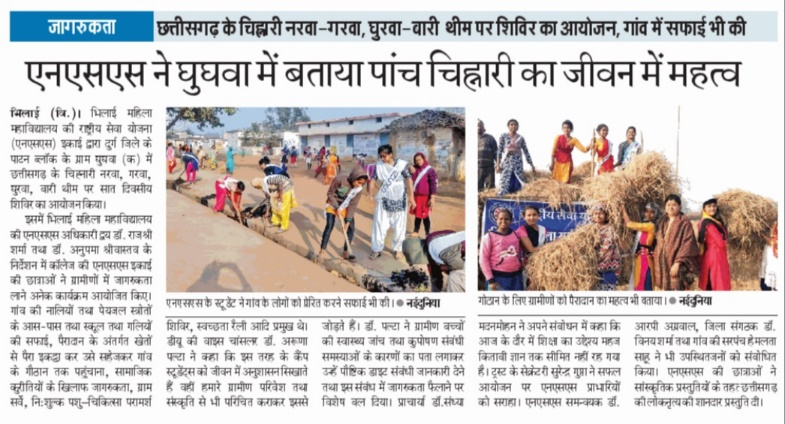 जागरुकता
छत्तीसगढ़ के चिह्नारी नरवा-गरवा, घुरवा-वारी थीम पर शिविर का आयोजन, गांव में सफाई भी की
एनएसएस ने घुघवा में बताया पांच चिह्नारी का जीवन में महत्व
भिलाई (वि.)। भिलाई महिला
महाविद्यालय की राष्ट्रीय सेवा योजना
(एनएसएस) इकाई द्वारा दुर्ग जिले के
पाटन ब्लॉक के ग्राम घुघवा (क) में
छत्तीसगढ़ के चिह्नारी नरवा, गरवा,
घुरवा, वारी थीम पर सात दिवसीय
शिविर का आयोजन किया।
इसमें भिलाई महिला महाविद्यालय
की एनएसएस अधिकारी द्वय डॉ. राजश्री
शर्मा तथा डॉ. अनुपमा श्रीवास्तव के
निर्देशन में कॉलेज की एनएसएस इकाई
की छात्राओं ने ग्रामीणों में जागरुकता
लाने अनेक कार्यक्रम आयोजित किए।
गांव की नालियों तथा पेयजल स्त्रोतों
के आस-पास तथा स्कूल तथा गलियों
की सफाई, पैरादान के अंतर्गत खेतों
से पैरा इकट्ठा कर उसे सहेजकर गांव
के गौठान तक पहुंचाना, सामाजिक
कुरीतियों के खिलाफ जागरुकता, ग्राम
सर्वे, नि:शुल्क पशु-चिकित्सा परामर्श
एनएसएस के स्टूडेंट ने गांव के लोगों को प्रेरित करने सफाई भी की। ● नईदुनिया
शिविर, स्वच्छता रैली आदि प्रमुख थे।
डीयू की वाइस चांसलर डॉ. अरूणा
पल्टा ने कहा कि इस तरह के कैंप
स्टूडेंट्स को जीवन में अनुशासन सिखाते
हैं वहीं हमारे ग्रामीण परिवेश तथा
संस्कृति से भी परिचित कराकर इससे
जोड़ते हैं। डॉ. पल्टा ने ग्रामीण बच्चों
की स्वास्थ्य जांच तथा कुपोषण संबंधी
समस्याओं के कारणों का पता लगाकर
उन्हें पौष्टिक डाइट संबंधी जानकारी देने
तथा इस संबंध में जागरुकता फैलाने पर
विशेष बल दिया। प्राचार्या डॉ.संध्या
राष्ट्रीय सेवा
गोठान के लिए ग्रामीणों को पैरादान का महत्व भी बताया। ● नईदुनिया
मदनमोहन ने अपने संबोधन में कहा कि
आज के दौर में शिक्षा का उद्देश्य महज
किताबी ज्ञान तक सीमित नहीं रह गया
है। ट्रस्ट के सेक्रेटरी सुरेन्द्र गुप्ता ने सफल
आयोजन पर एनएसएस प्रभारियों
को सराहा। एनएसएस समन्वयक डॉ.
आरपी अग्रवाल, जिला संगठक डॉ.
विनय शर्मा तथा गांव की सरपंच हेमलता
साहू ने भी उपस्थितजनों को संबोधित
किया। एनएसएस की छात्राओं ने
सांस्कृतिक प्रस्तुतियों के तहत छत्तीसगढ़
की लोकनृत्य की शानदार प्रस्तुति दी।